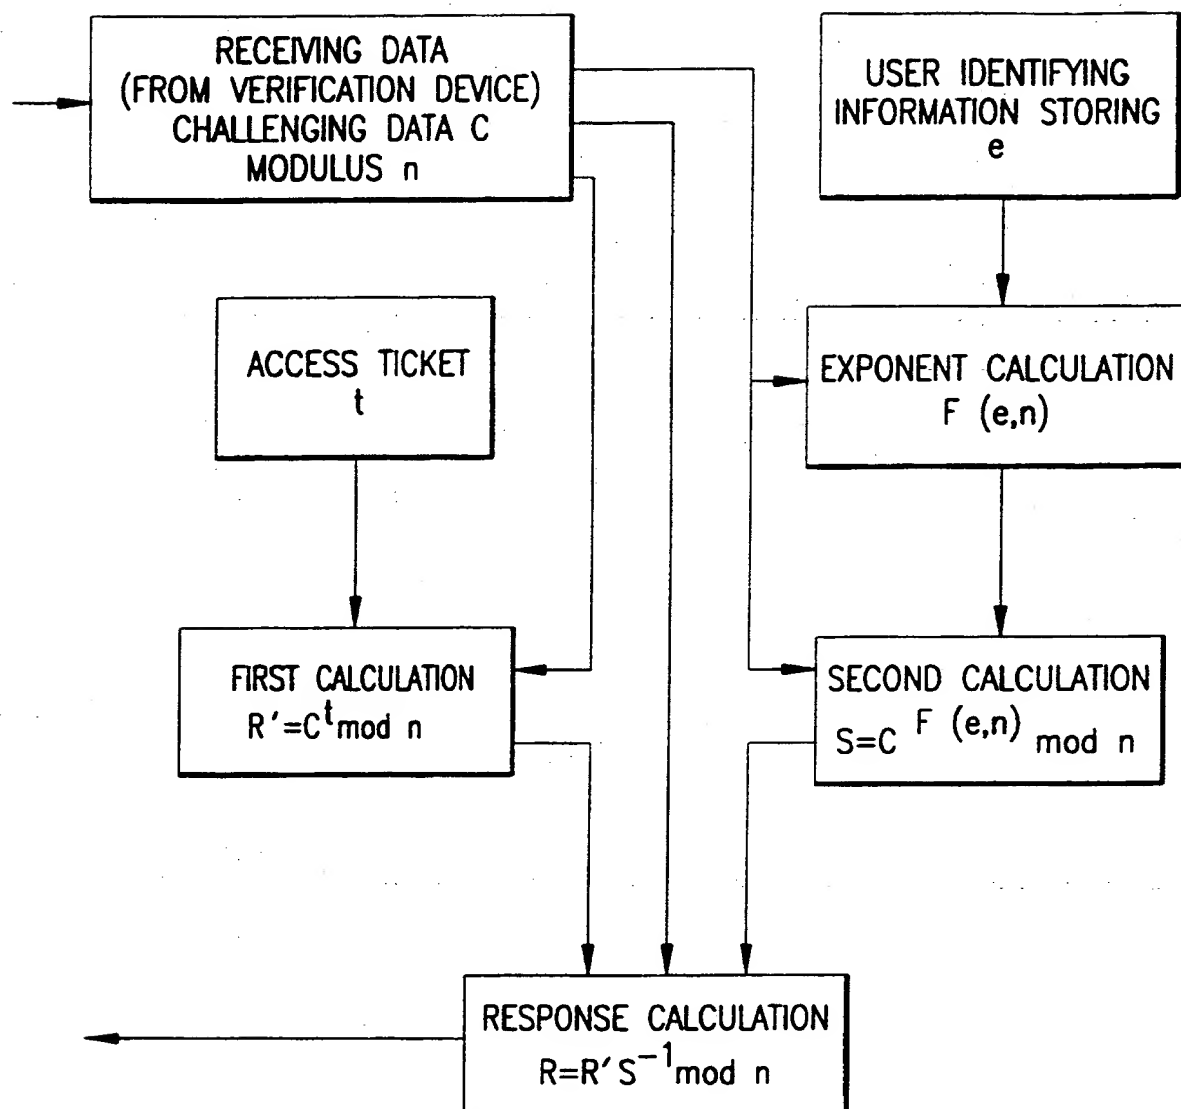 RECEIVING DATA
(FROM VERIFICATION DEVICE)
CHALLENGING DATA C
MODULUS n
USER IDENTIFYING
INFORMATION STORING
e
ACCESS TICKET
t
EXPONENT CALCULATION
F (e,n)
FIRST CALCULATION
R'=C^t mod n
SECOND CALCULATION
S=C^F (e,n) mod n
RESPONSE CALCULATION
R=R'S^-1 mod n